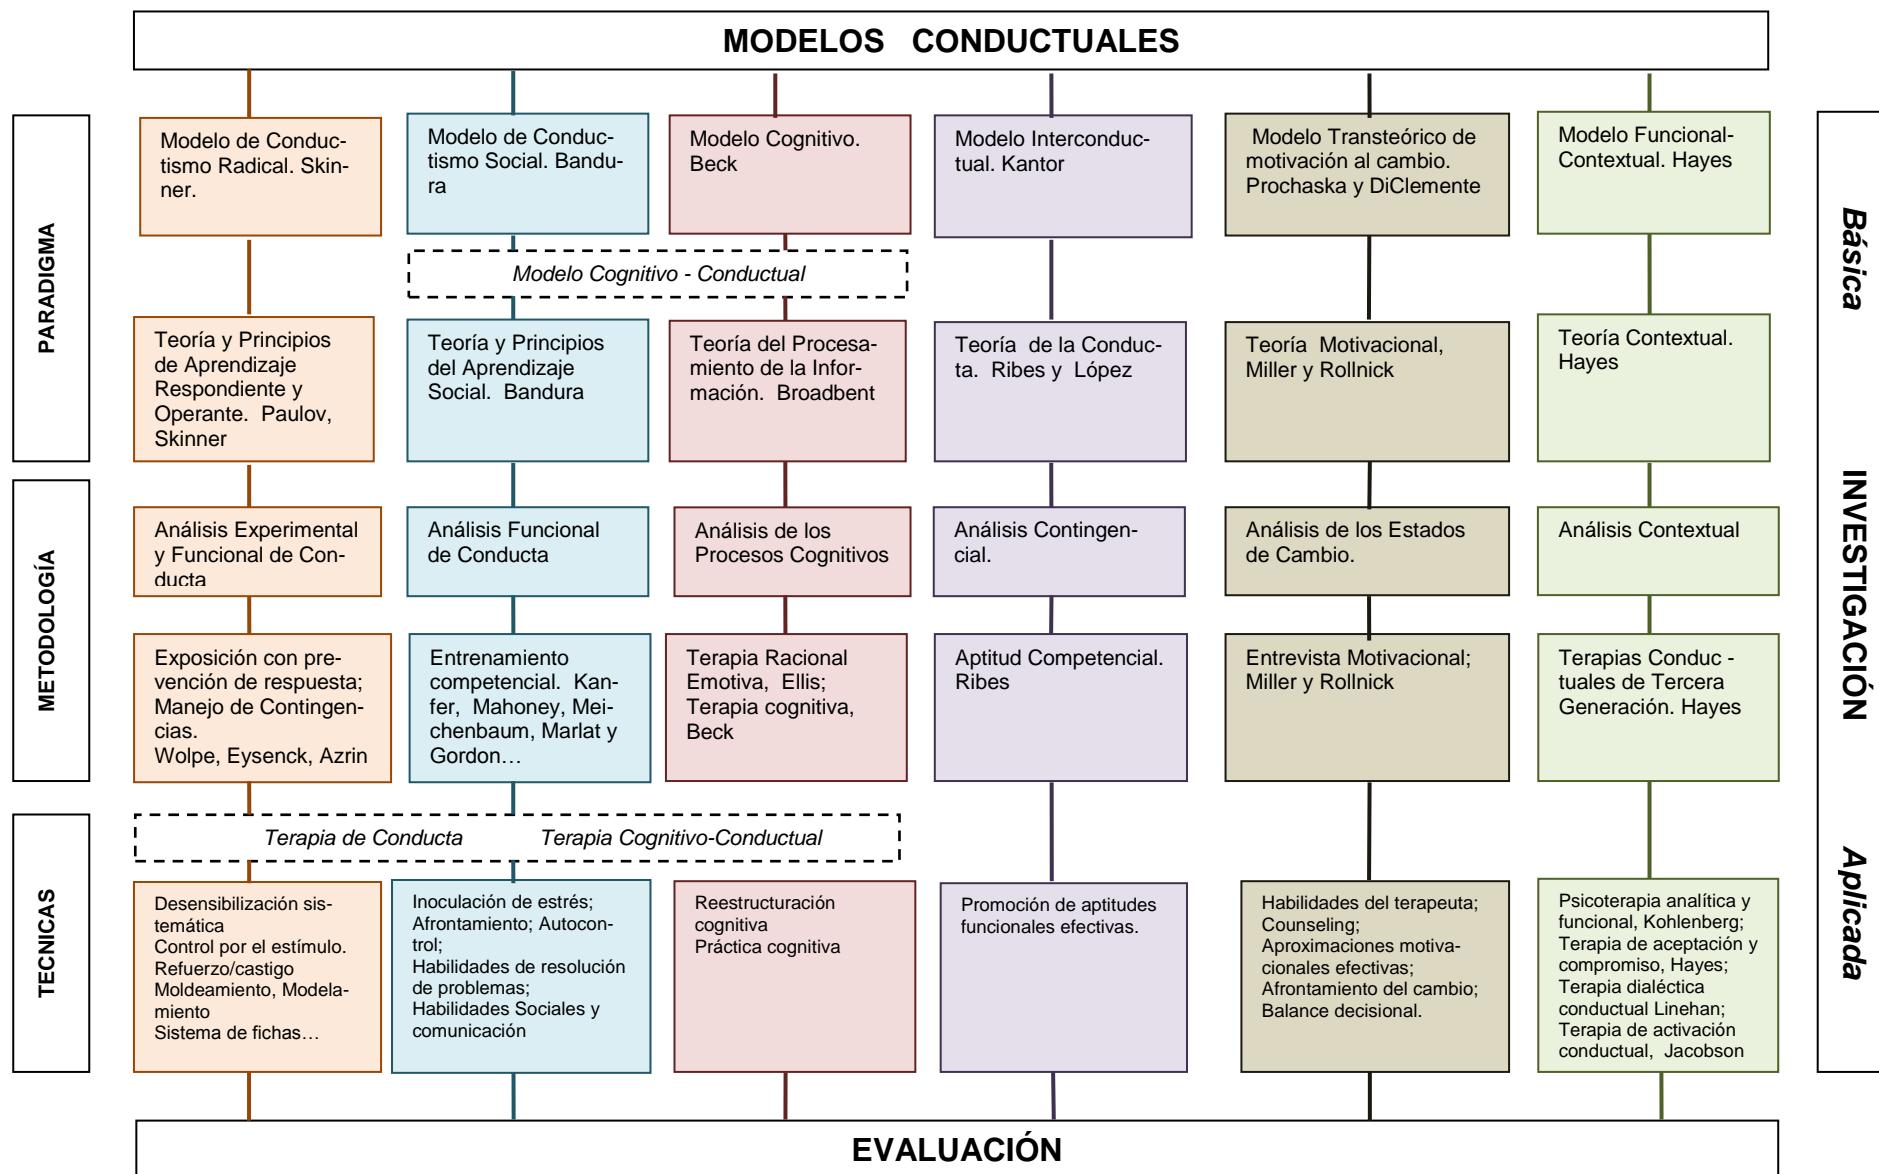 MODELOS CONDUCTUALES
Modelo de Conduc-
tismo Radical. Skin-
ner.
Modelo de Conduc-
tismo Social. Bandu-
ra
Modelo Cognitivo.
Beck
Modelo Interconduc-
tual. Kantor
Modelo Transteórico de
motivación al cambio.
Prochaska y DiClemente
Modelo Funcional-
Contextual. Hayes
PARADIGMA
Básica
Modelo Cognitivo - Conductual
Teoría y Principios
de Aprendizaje
Respondiente y
Operante. Paulov,
Skinner
Teoría y Principios
del Aprendizaje
Social. Bandura
Teoría del Procesa-
miento de la Infor-
mación. Broadbent
Teoría de la Conduc-
ta. Ribes y López
Teoría Motivacional,
Miller y Rollnick
Teoría Contextual.
Hayes
METODOLOGÍA
INVESTIGACIÓN
Análisis Experimental
y Funcional de Con-
ducta
Análisis Funcional
de Conducta
Análisis de los
Procesos Cognitivos
Análisis Contingen-
cial.
Análisis de los Estados
de Cambio.
Análisis Contextual
Exposición con pre-
vención de respuesta;
Manejo de Contingen-
cias.
Wolpe, Eysenck, Azrin
Entrenamiento
competencial. Kan-
fer, Mahoney, Mei-
chenbaum, Marlat y
Gordon…
Terapia Racional
Emotiva, Ellis;
Terapia cognitiva,
Beck
Aptitud Competencial.
Ribes
Entrevista Motivacional;
Miller y Rollnick
Terapias Conduc -
tuales de Tercera
Generación. Hayes
Terapia de Conducta Terapia Cognitivo-Conductual
TECNICAS
Aplicada
Desensibilización sis-
temática
Control por el estímulo.
Refuerzo/castigo
Moldeamiento, Modela-
miento
Sistema de fichas…
Inoculación de estrés;
Afrontamiento; Autocon-
trol;
Habilidades de resolución
de problemas;
Habilidades Sociales y
comunicación
Reestructuración
cognitiva
Práctica cognitiva
Promoción de aptitudes
funcionales efectivas.
Habilidades del terapeuta;
Counseling;
Aproximaciones motiva-
cionales efectivas;
Afrontamiento del cambio;
Balance decisional.
Psicoterapia analítica y
funcional, Kohlenberg;
Terapia de aceptación y
compromiso, Hayes;
Terapia dialéctica
conductual Linehan;
Terapia de activación
conductual, Jacobson
EVALUACIÓN